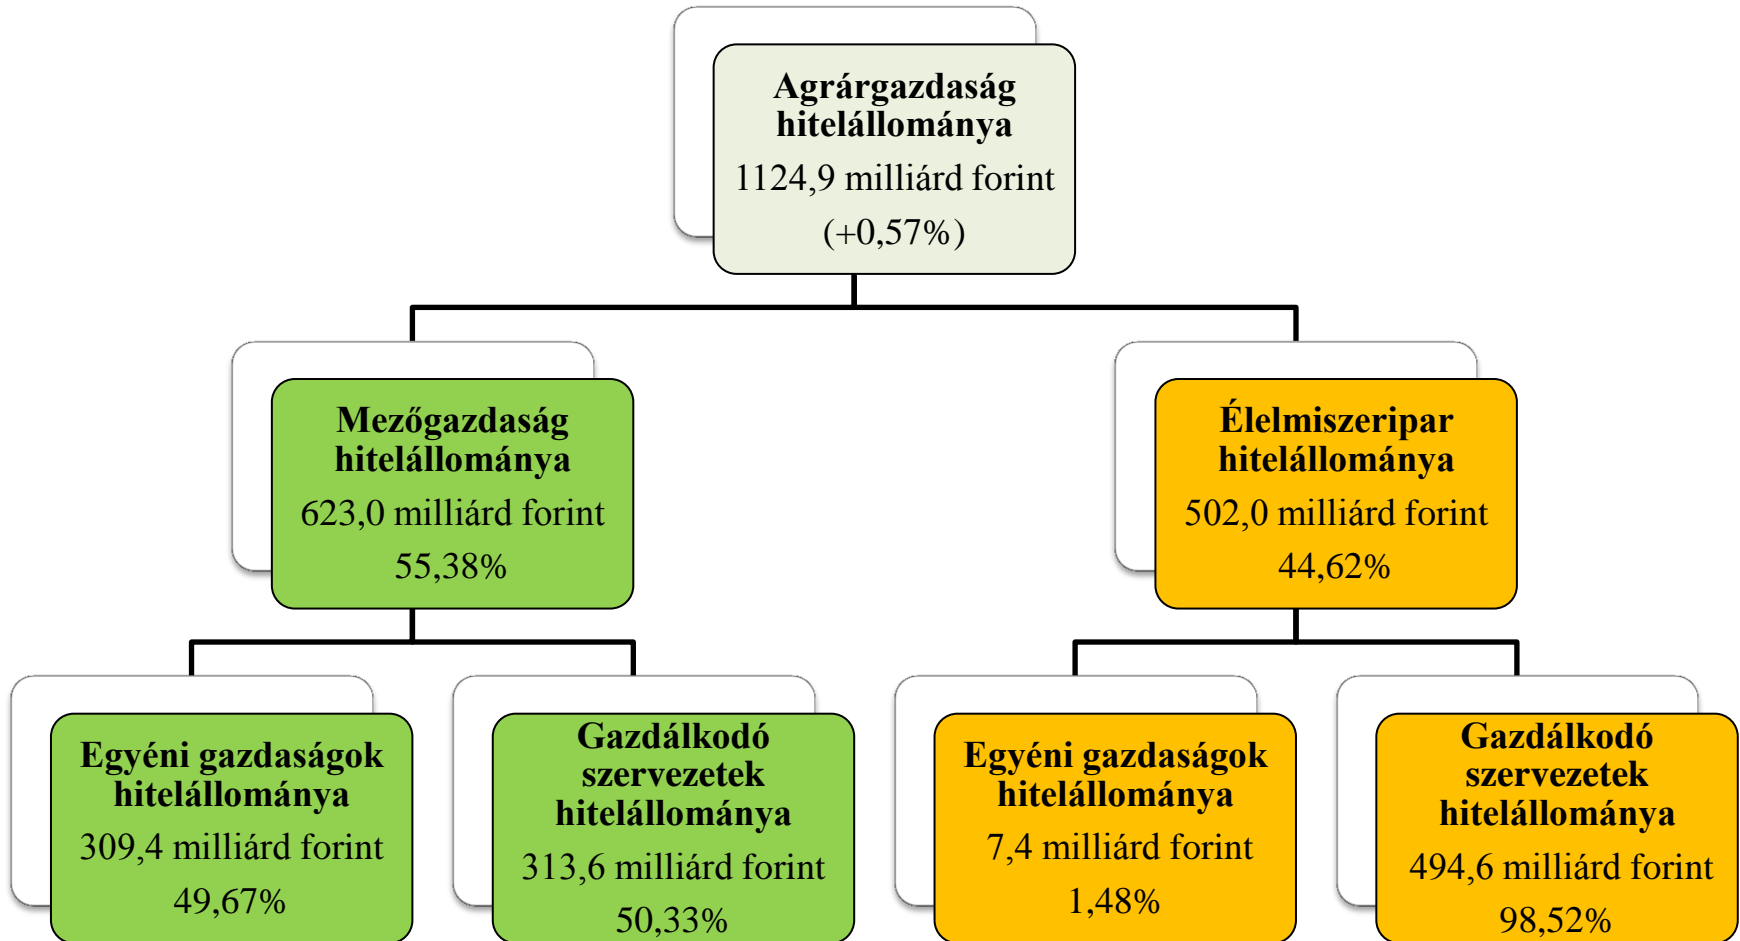 Agrárgazdaság
hitelállománya
1124,9 milliárd forint
(+0,57%)
Mezőgazdaság
hitelállománya
623,0 milliárd forint
55,38%
Élelmiszeripar
hitelállománya
502,0 milliárd forint
44,62%
Egyéni gazdaságok
hitelállománya
309,4 milliárd forint
49,67%
Gazdálkodó
szervezetek
hitelállománya
313,6 milliárd forint
50,33%
Egyéni gazdaságok
hitelállománya
7,4 milliárd forint
1,48%
Gazdálkodó
szervezetek
hitelállománya
494,6 milliárd forint
98,52%